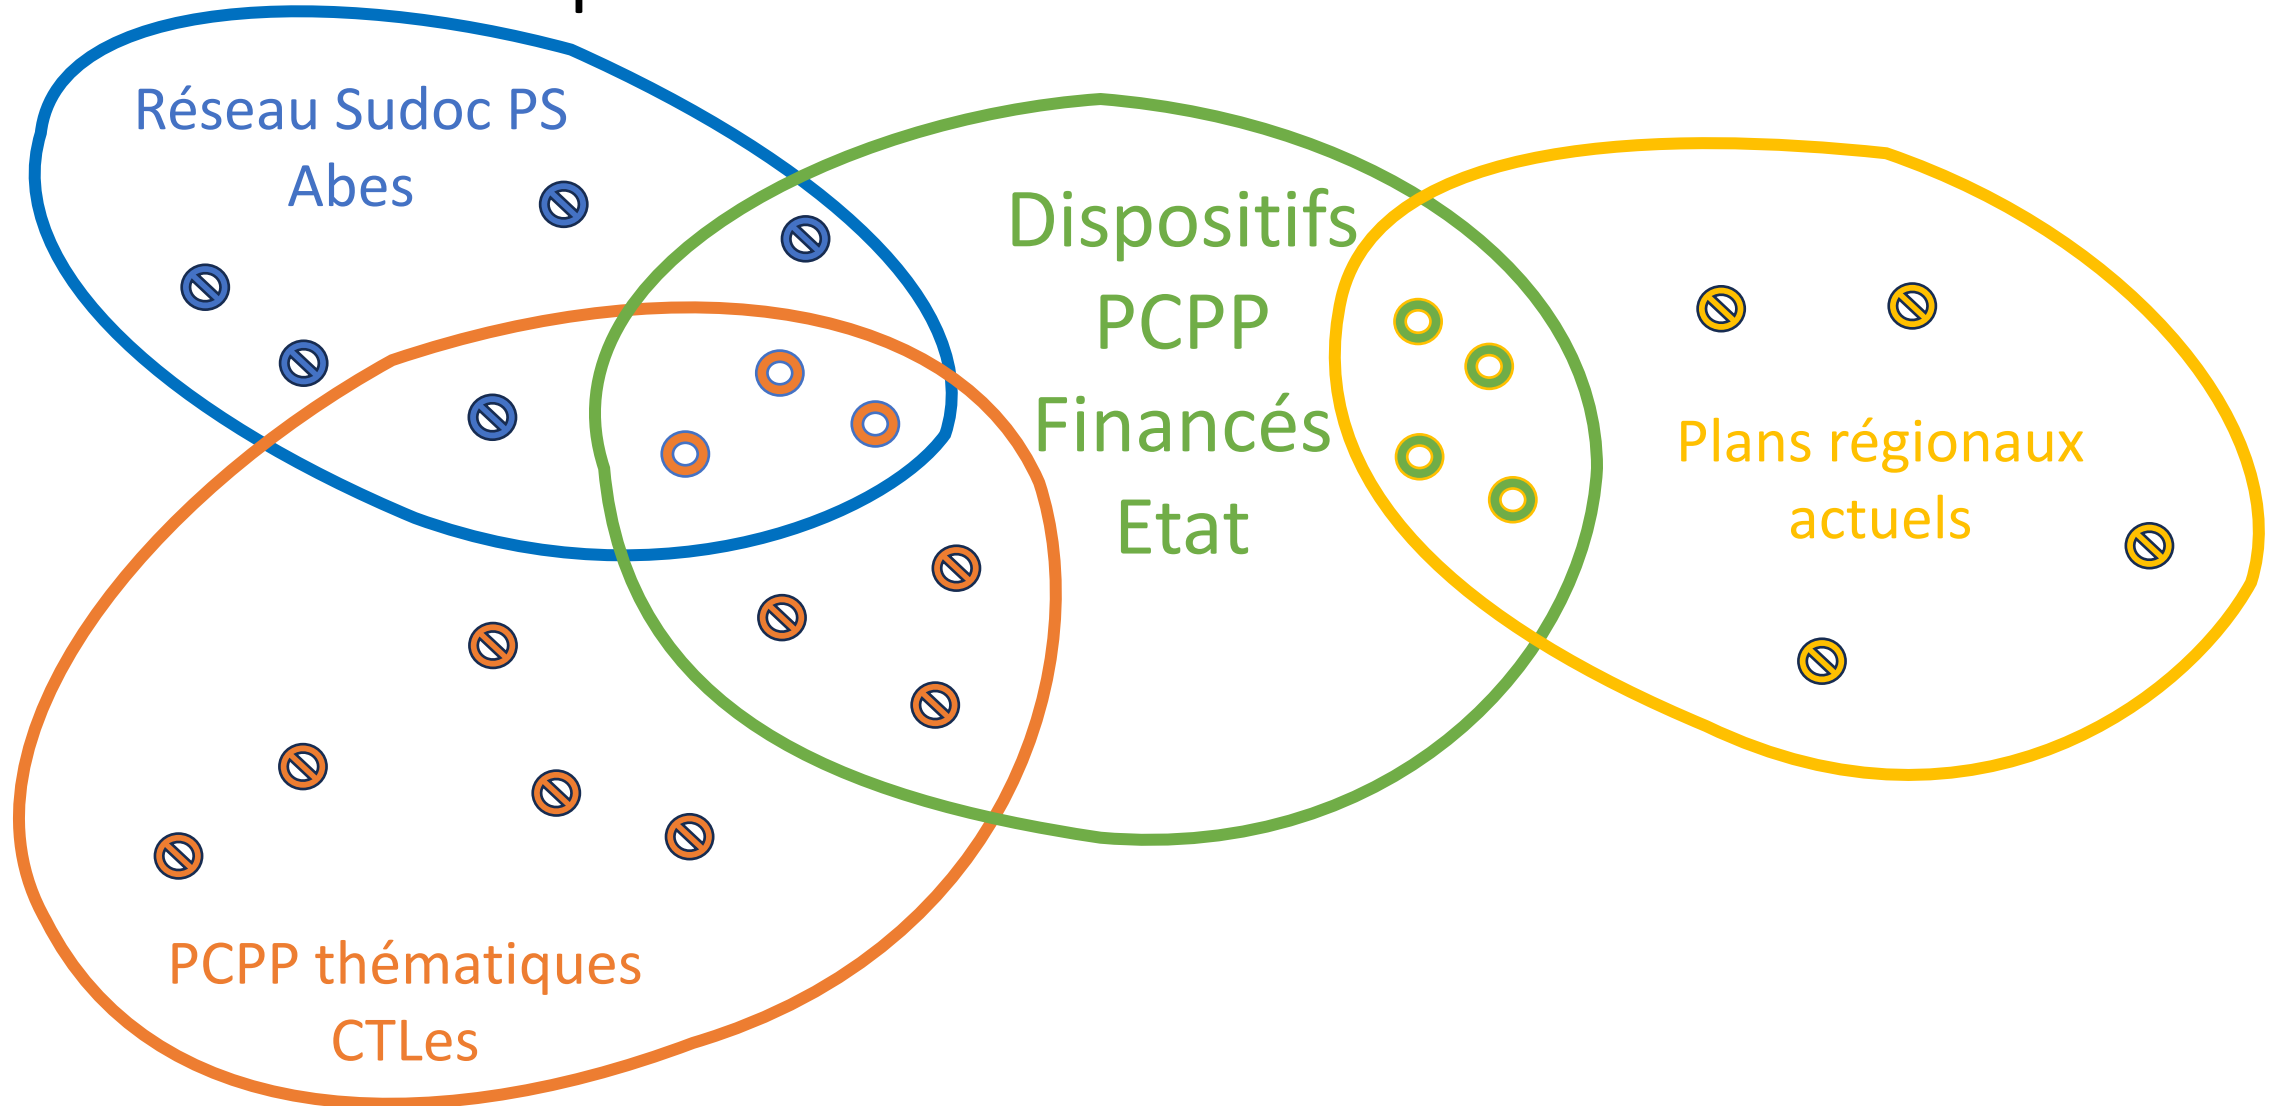 Réseau Sudoc PS
Abes
Dispositifs
PCPP
Financés
Etat
Plans régionaux
actuels
PCPP thématiques
CTLes